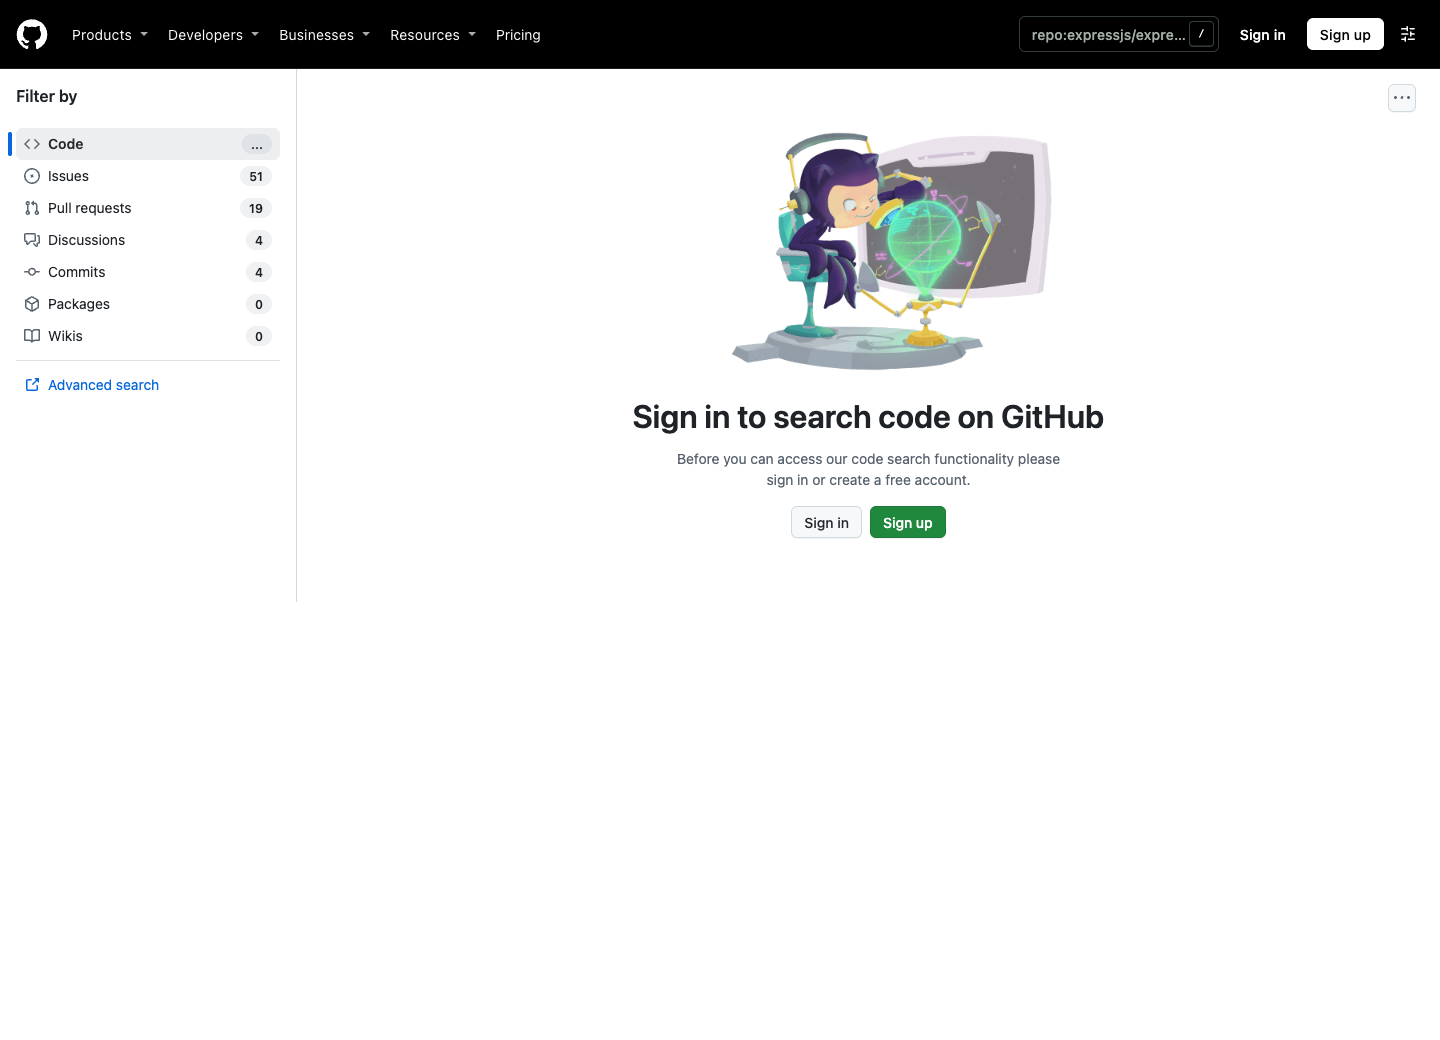 Products
Developers
Businesses
Resources
Pricing
repo:expressjs/expre...
/
Sign in
Sign up
Filter by
Code ...
Issues 51
Pull requests 19
Discussions 4
Commits 4
Packages 0
Wikis 0
Advanced search
Sign in to search code on GitHub
Before you can access our code search functionality please
sign in or create a free account.
Sign in
Sign up